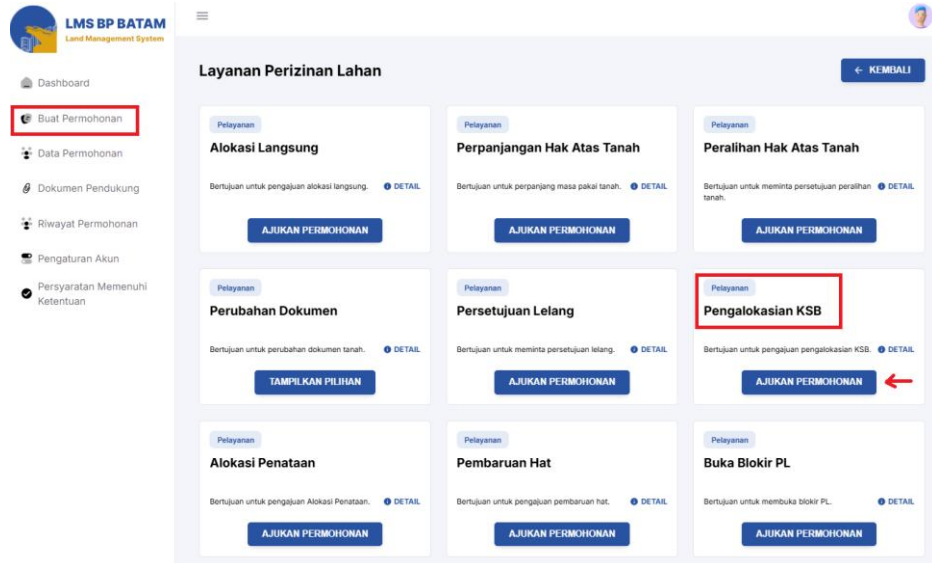 LMS BP BATAM
Land Management System
Dashboard
Buat Permohonan
Data Permohonan
Dokumen Pendukung
Riwayat Permohonan
Pengaturan Akun
Persyaratan Memenuhi
Ketentuan
Layanan Perizinan Lahan
← KEMBALI
Pelayanan
Alokasi Langsung
Bertujuan untuk pengajuan alokasi langsung.
DETAIL
AJUKAN PERMOHONAN
Pelayanan
Perpanjangan Hak Atas Tanah
Bertujuan untuk perpanjang masa pakai tanah.
DETAIL
AJUKAN PERMOHONAN
Pelayanan
Peralihan Hak Atas Tanah
Bertujuan untuk meminta persetujuan peralihan
tanah.
DETAIL
AJUKAN PERMOHONAN
Pelayanan
Perubahan Dokumen
Bertujuan untuk perubahan dokumen tanah.
DETAIL
TAMPILKAN PILIHAN
Pelayanan
Persetujuan Lelang
Bertujuan untuk meminta persetujuan lelang.
DETAIL
AJUKAN PERMOHONAN
Pelayanan
Pengalokasian KSB
Bertujuan untuk pengajuan pengalokasian KSB.
DETAIL
AJUKAN PERMOHONAN
Pelayanan
Alokasi Penataan
Bertujuan untuk pengajuan Alokasi Penataan.
DETAIL
AJUKAN PERMOHONAN
Pelayanan
Pembaruan Hat
Bertujuan untuk pengajuan pembaruan hat.
DETAIL
AJUKAN PERMOHONAN
Pelayanan
Buka Blokir PL
Bertujuan untuk membuka blokir PL.
DETAIL
AJUKAN PERMOHONAN